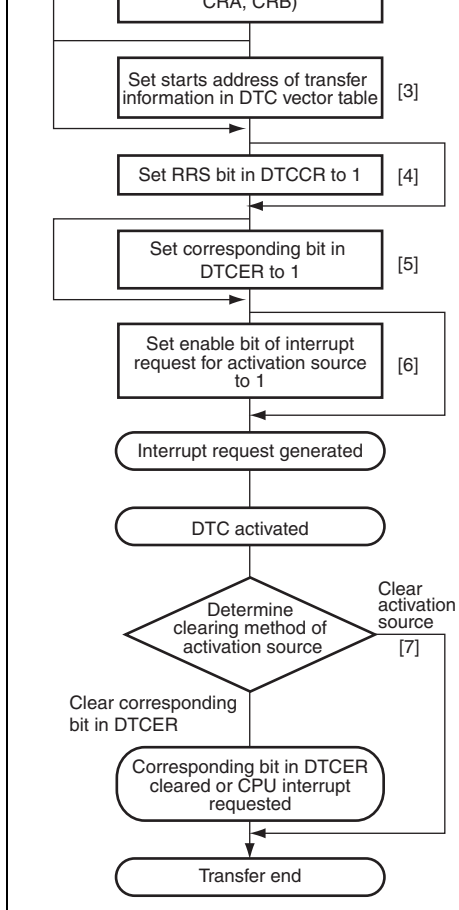 CRA, CRB)
Set starts address of transfer
information in DTC vector table
[3]
Set RRS bit in DTCCR to 1
[4]
Set corresponding bit in
DTCER to 1
[5]
Set enable bit of interrupt
request for activation source
to 1
[6]
Interrupt request generated
DTC activated
Determine
clearing method of
activation source
Clear
activation
source
[7]
Clear corresponding
bit in DTCER
Corresponding bit in DTCER
cleared or CPU interrupt
requested
Transfer end